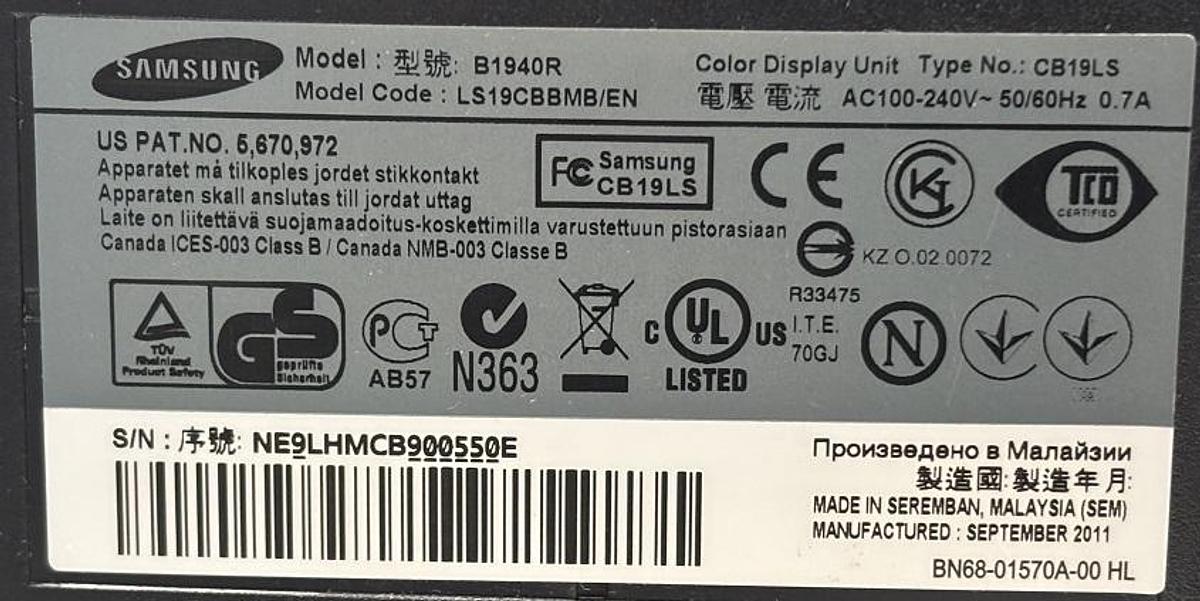 SAMSUNG
Model : 型號: B1940R
Model Code : LS19CBBMB/EN
Color Display Unit Type No.: CB19LS
電壓 電流 AC100-240V~ 50/60Hz 0.7A
US PAT.NO. 5,670,972
Apparatet må tilkoples jordet stikkontakt
Apparaten skall anslutas till jordat uttag
Laite on liitettävä suojamaadoitus-koskettimilla varustettuun pistorasiaan
Canada ICES-003 Class B / Canada NMB-003 Classe B
FC Samsung
CB19LS
CE
TCO
CERTIFIED
KZ O.02 0072
TÜV
Rheinland
Product Safety
GS
geprüfte
Sicherheit
PCT
AB57
N363
C UL US
LISTED
R33475
I.T.E.
70GJ
N
S/N : 序號: NE9LHMCB900550E
Произведено в Малайзии
製造國: 製造年月:
MADE IN SEREMBAN, MALAYSIA (SEM)
MANUFACTURED : SEPTEMBER 2011
BN68-01570A-00 HL